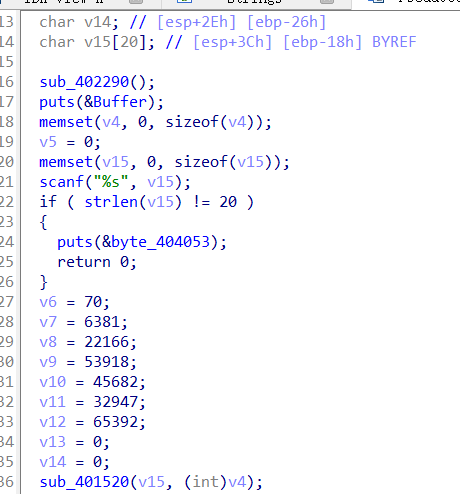 13 char v14; // [esp+2Eh] [ebp-26h]
14 char v15[20]; // [esp+3Ch] [ebp-18h] BYREF
16 sub_402290();
17 puts(&Buffer);
18 memset(v4, 0, sizeof(v4));
19 v5 = 0;
20 memset(v15, 0, sizeof(v15));
21 scanf("%s", v15);
22 if ( strlen(v15) != 20 )
23 {
24 puts(&byte_404053);
25 return 0;
26 }
27 v6 = 70;
28 v7 = 6381;
29 v8 = 22166;
30 v9 = 53918;
31 v10 = 45682;
32 v11 = 32947;
33 v12 = 65392;
34 v13 = 0;
35 v14 = 0;
36 sub_401520(v15, (int)v4);